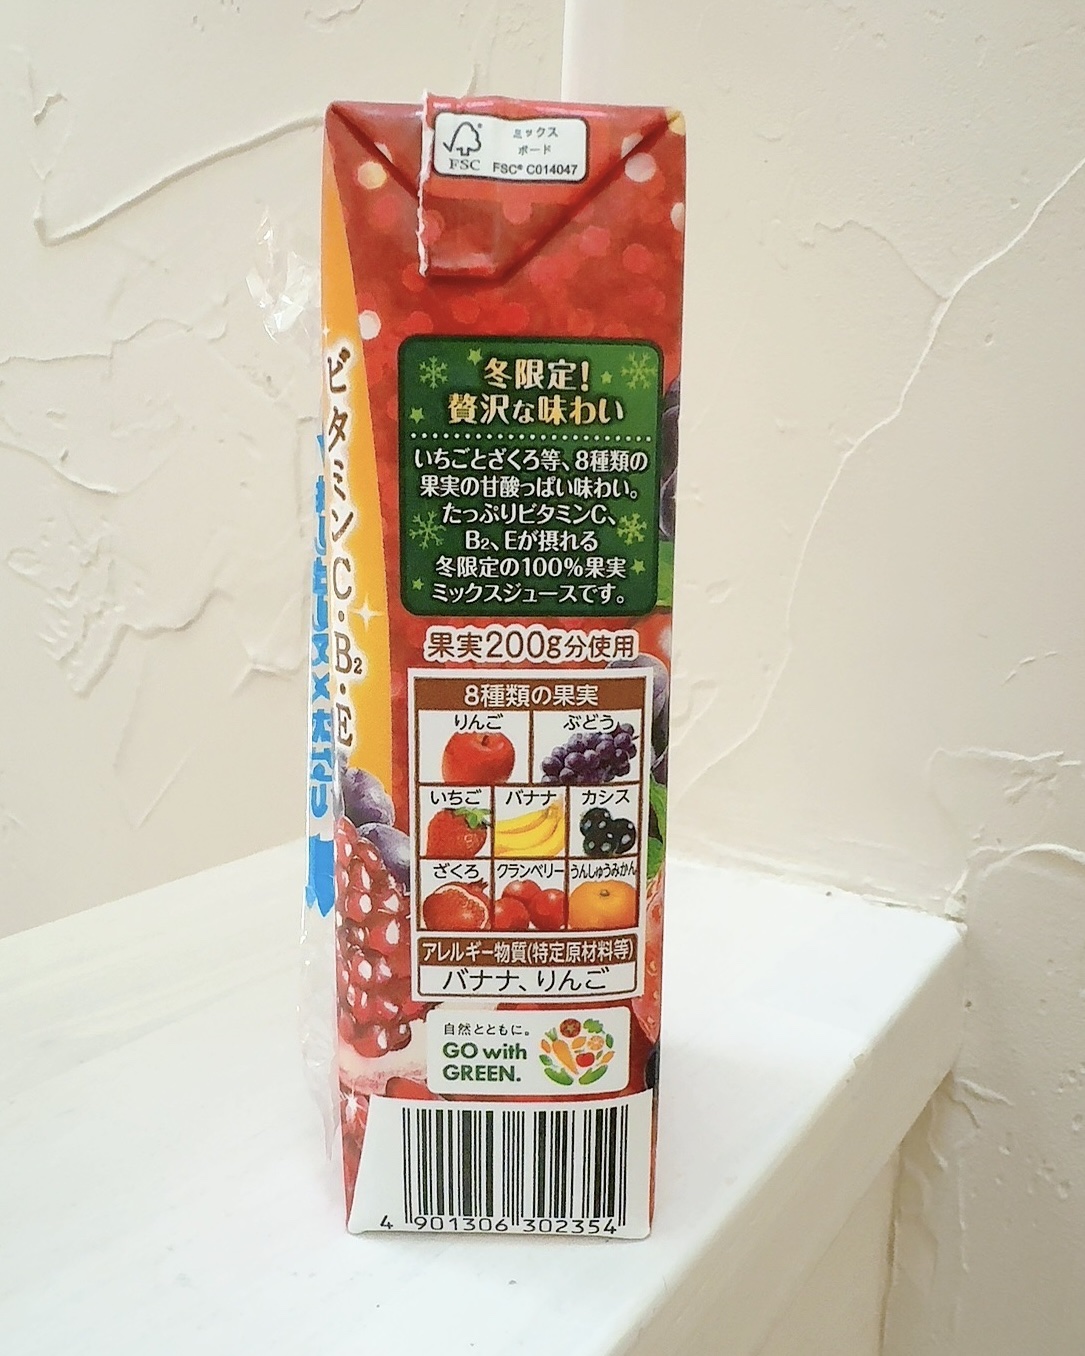 FSC
ミックス
ボード
FSC® C014047
ビタミンC・B2・E
冬限定!
贅沢な味わい
いちごとざくろ等、8種類の
果実の甘酸っぱい味わい。
たっぷりビタミンC、
B2、Eが摂れる
冬限定の100%果実
ミックスジュースです。
果実200g分使用
8種類の果実
りんご ぶどう
いちご バナナ カシス
ざくろ クランベリー うんしゅうみかん
アレルギー物質(特定原材料等)
バナナ、りんご
自然とともに。
GO with
GREEN.
4 901306 302354